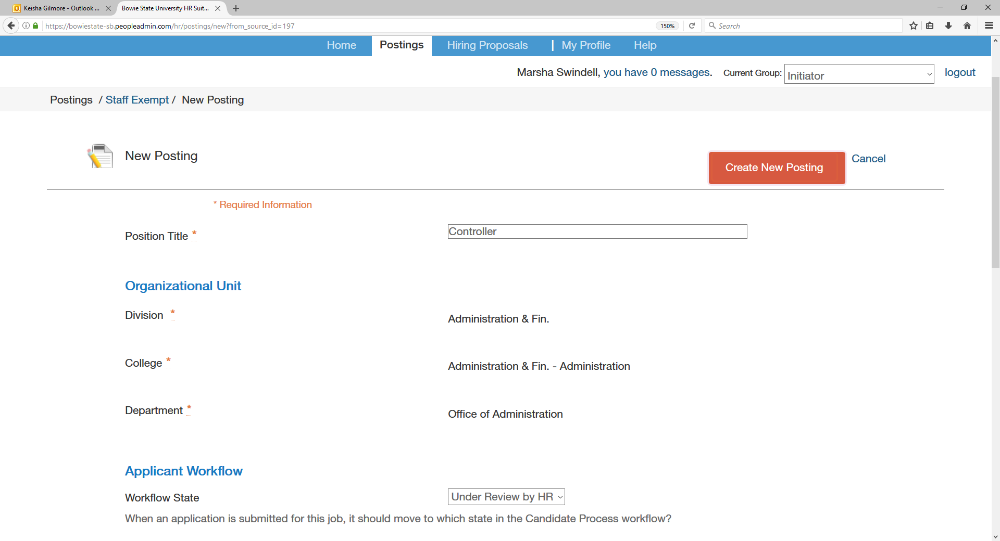 Keisha Gilmore - Outlook ...
Bowie State University HR Suit...
https://bowiestate-sb.peopleadmin.com/hr/postings/new?from_source_id=197
150%
Search
Home
Postings
Hiring Proposals
|
My Profile
Help
Marsha Swindell, you have 0 messages.
Current Group:
Initiator
logout
Postings / Staff Exempt / New Posting
New Posting
Create New Posting
Cancel
* Required Information
Position Title *
Controller
Organizational Unit
Division *
Administration & Fin.
College *
Administration & Fin. - Administration
Department *
Office of Administration
Applicant Workflow
Workflow State
Under Review by HR
When an application is submitted for this job, it should move to which state in the Candidate Process workflow?